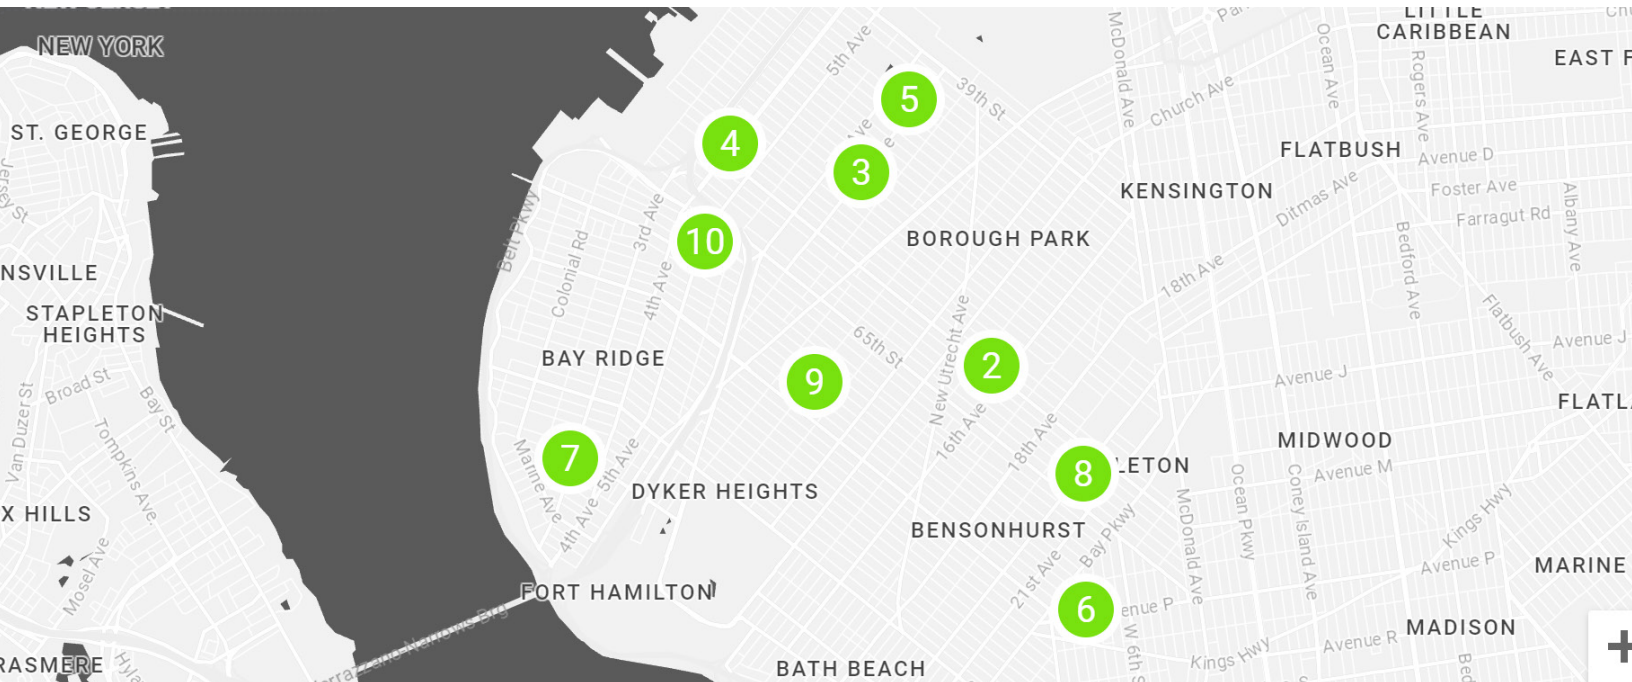 NEW YORK
5th Ave
McDonald Ave
Ocean Ave
LITTLE
CARIBBEAN
Rogers Ave
EAST F
5
39th St
Church Ave
ST. GEORGE
4
FLATBUSH
Avenue D
Jersey St
3
KENSINGTON
Ditmas Ave
Foster Ave
Farragut Rd
Albany Ave
Belt Pkwy
3rd Ave
10
BOROUGH PARK
Bedford Ave
NSVILLE
Colonial Rd
4th Ave
18th Ave
STAPLETON
HEIGHTS
New Utrecht Ave
Flatbush Ave
Avenue J
BAY RIDGE
65th St
2
9
Avenue J
Broad St
Bay St
Van Duzer St
FLATL
16th Ave
18th Ave
MIDWOOD
7
8
LETON
Avenue M
Tompkins Ave.
Marine Ave
5th Ave
4th Ave
DYKER HEIGHTS
McDonald Ave
Ocean Pkwy
Coney Island Ave
Kings Hwy
X HILLS
BENSONHURST
Bay Pkwy
Mosel Ave
21st Ave
Avenue P
MARINE
FORT HAMILTON
6
enue P
W 6th S
MADISON
Avenue R
Kings Hwy
RASMERE
BATH BEACH